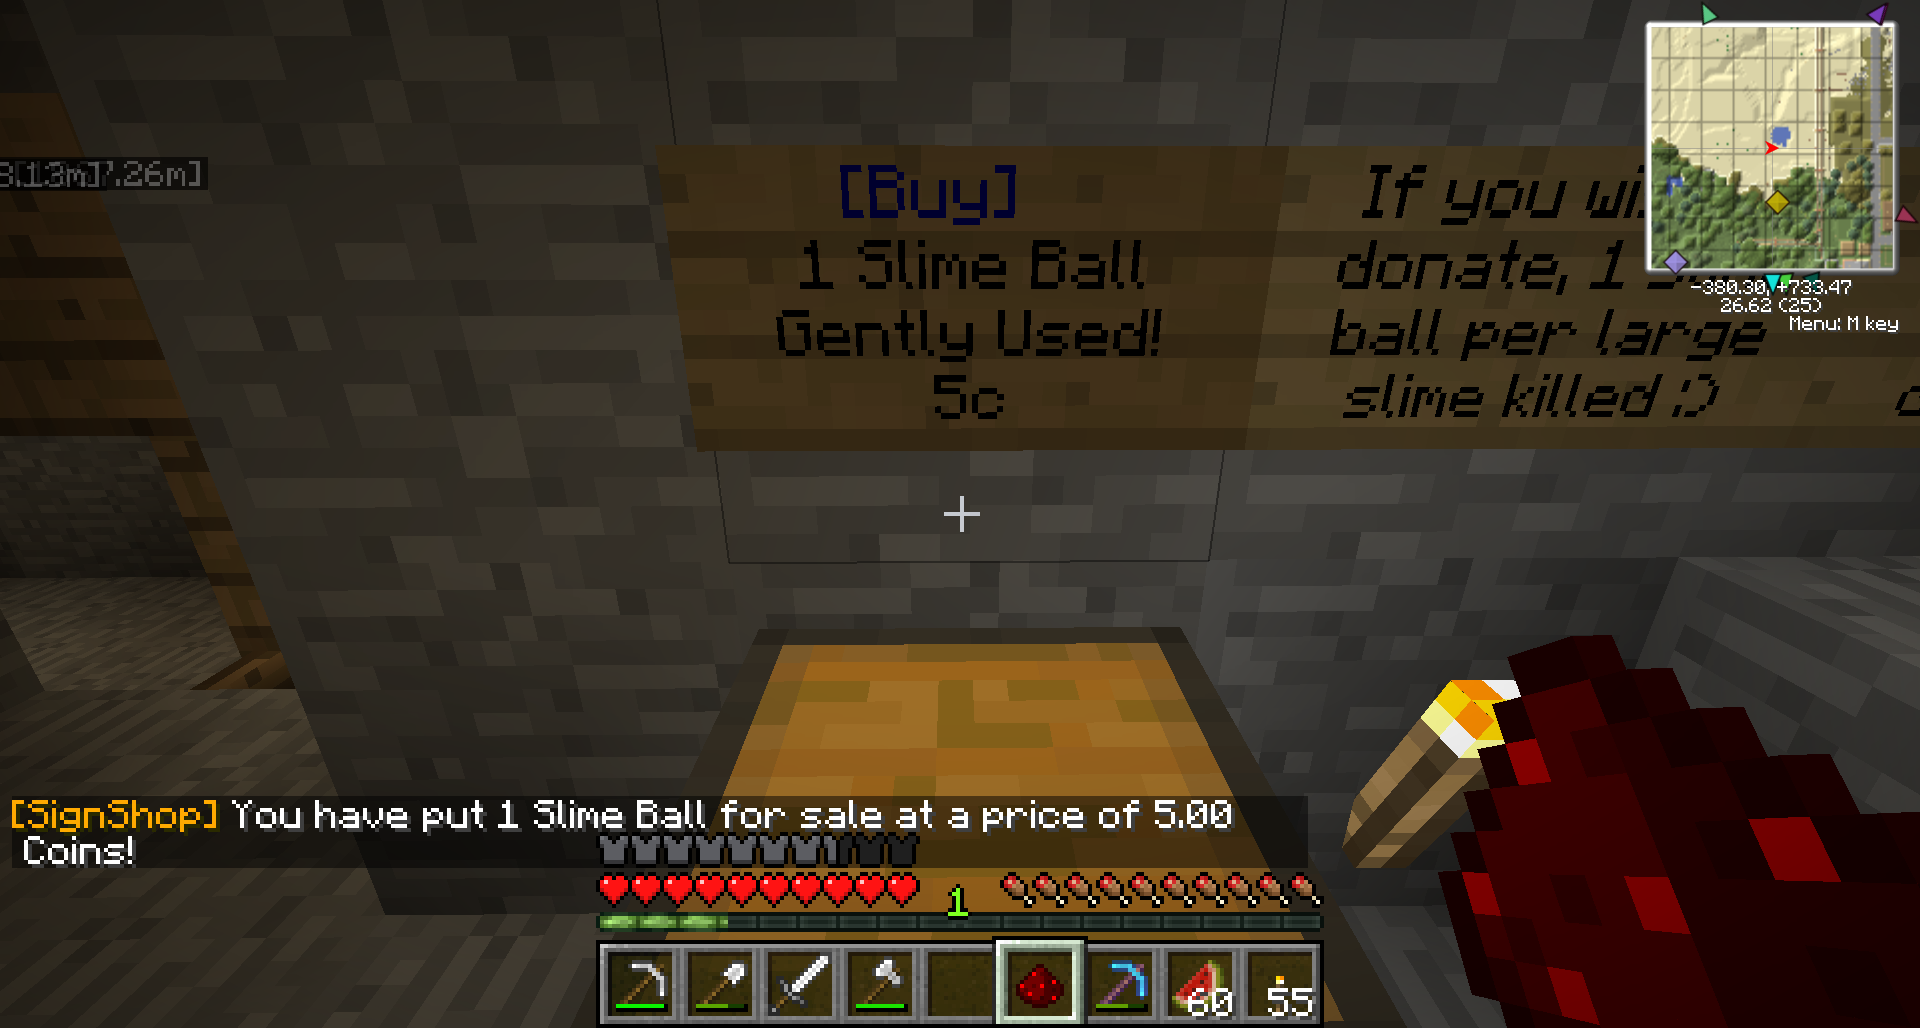 .26m]
[Buy]
1 Slime Ball
Gently Used!
5c
If you
donate, 1
ball per large
slime killed :)
-380.30, +733.47
26.62 (25)
Menu: M key
[SignShop] You have put 1 Slime Ball for sale at a price of 5.00
Coins!
1
60
55